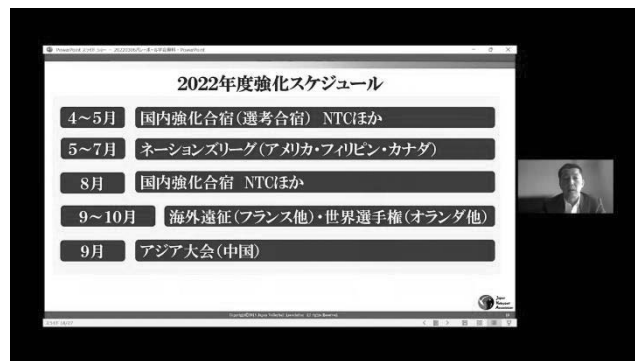 2022年度強化スケジュール
4～5月 国内強化合宿(選考合宿) NTCほか
5～7月 ネーションズリーグ(アメリカ・フィリピン・カナダ)
8月 国内強化合宿 NTCほか
9～10月 海外遠征(フランス他)・世界選手権(オランダ他)
9月 アジア大会(中国)